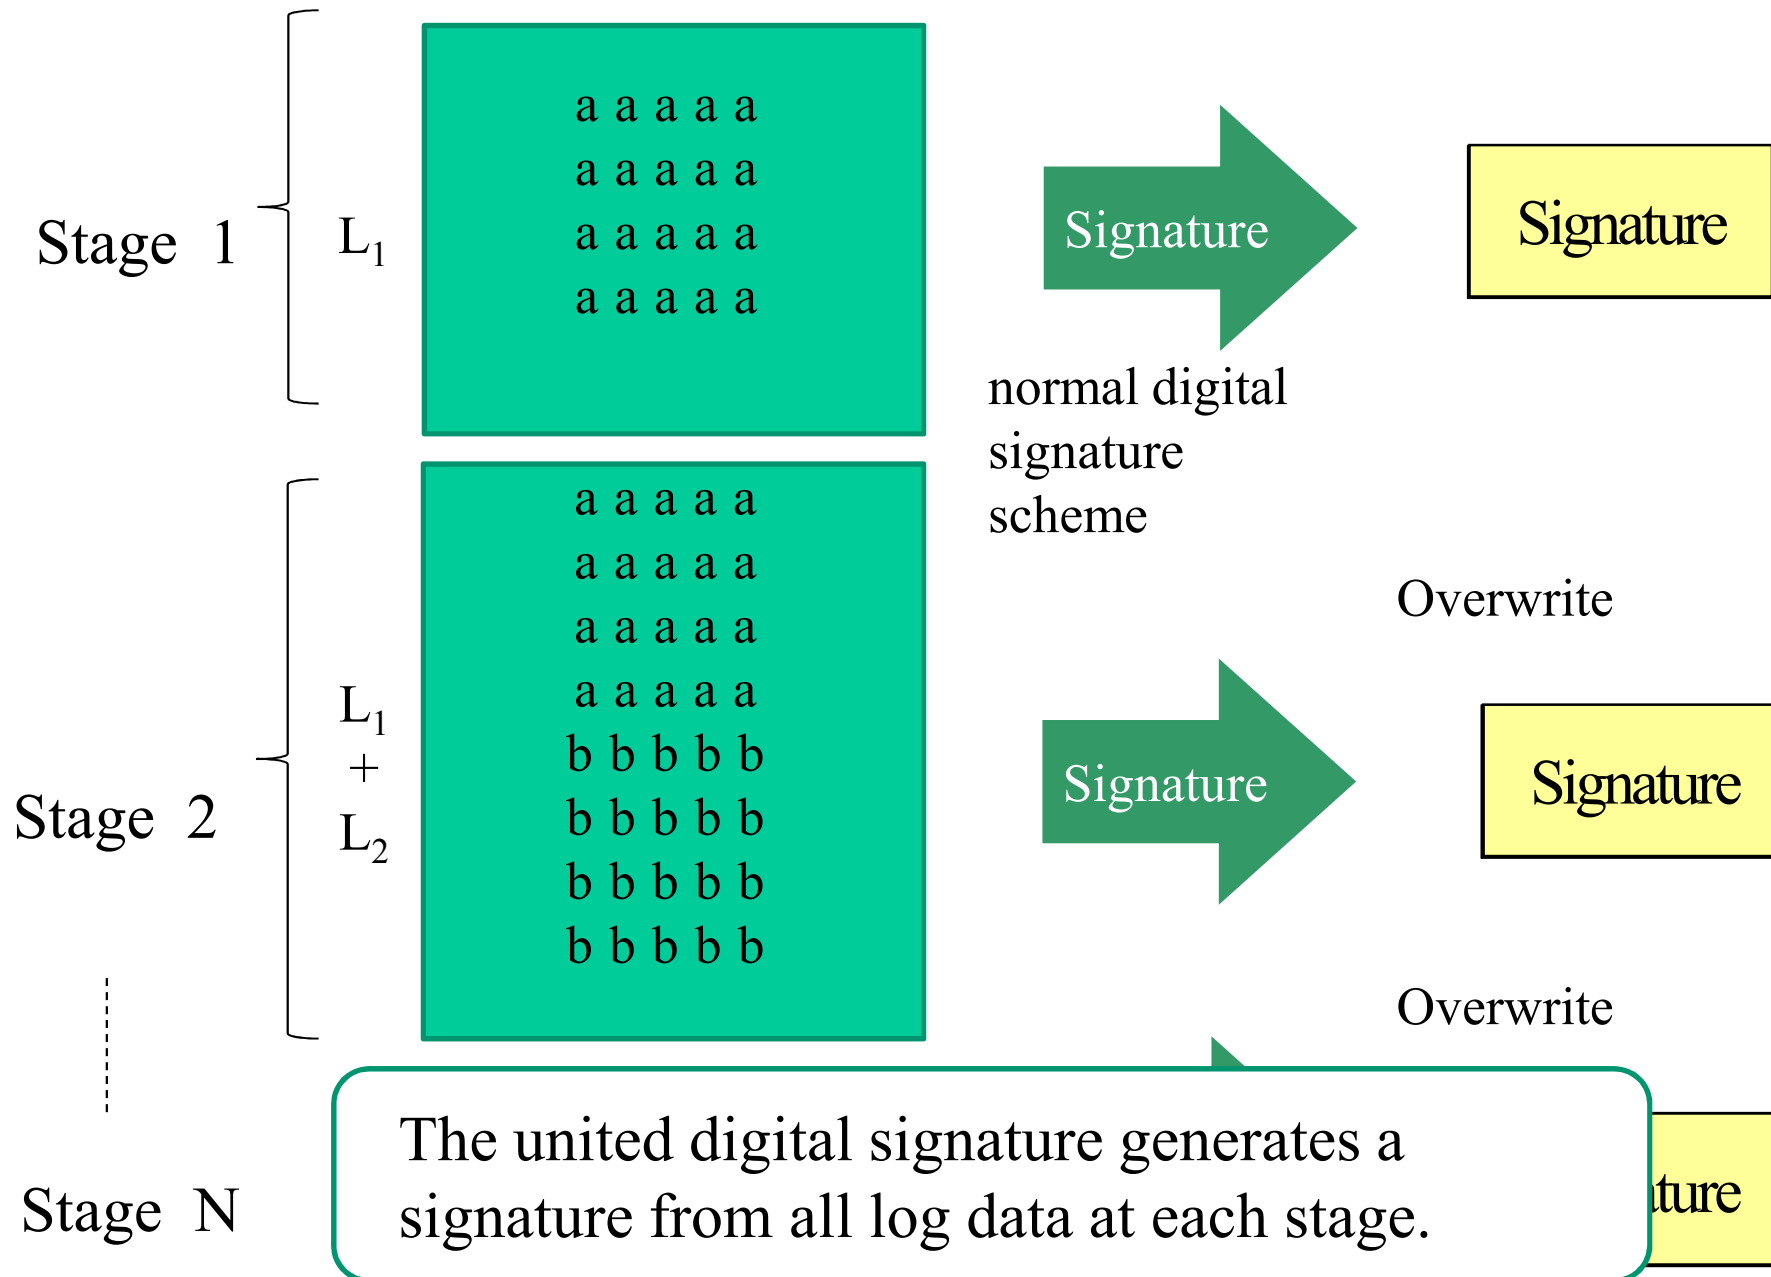 Stage 1
L1
a a a a a
a a a a a
a a a a a
a a a a a
Signature
Signature
normal digital
signature
scheme
Stage 2
L1
+
L2
a a a a a
a a a a a
a a a a a
a a a a a
b b b b b
b b b b b
b b b b b
b b b b b
Overwrite
Signature
Signature
Overwrite
Stage N
The united digital signature generates a
signature from all log data at each stage.
ture